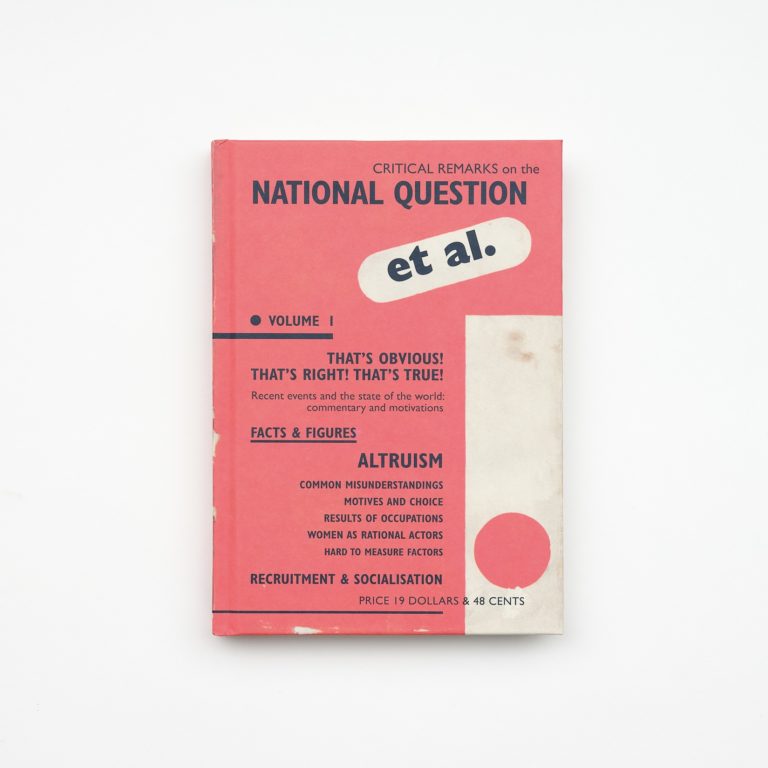 CRITICAL REMARKS on the
NATIONAL QUESTION
et al.
VOLUME I
THAT'S OBVIOUS!
THAT'S RIGHT! THAT'S TRUE!
Recent events and the state of the world:
commentary and motivations
FACTS & FIGURES
ALTRUISM
COMMON MISUNDERSTANDINGS
MOTIVES AND CHOICE
RESULTS OF OCCUPATIONS
WOMEN AS RATIONAL ACTORS
HARD TO MEASURE FACTORS
RECRUITMENT & SOCIALISATION
PRICE 19 DOLLARS & 48 CENTS